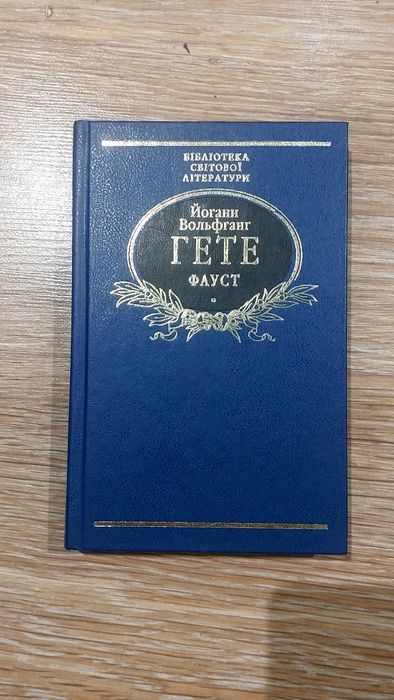 БІБЛІОТЕКА
СВІТОВОЇ
ЛІТЕРАТУРИ
Йоганн
Вольфганг
ГЕТЕ
ФАУСТ